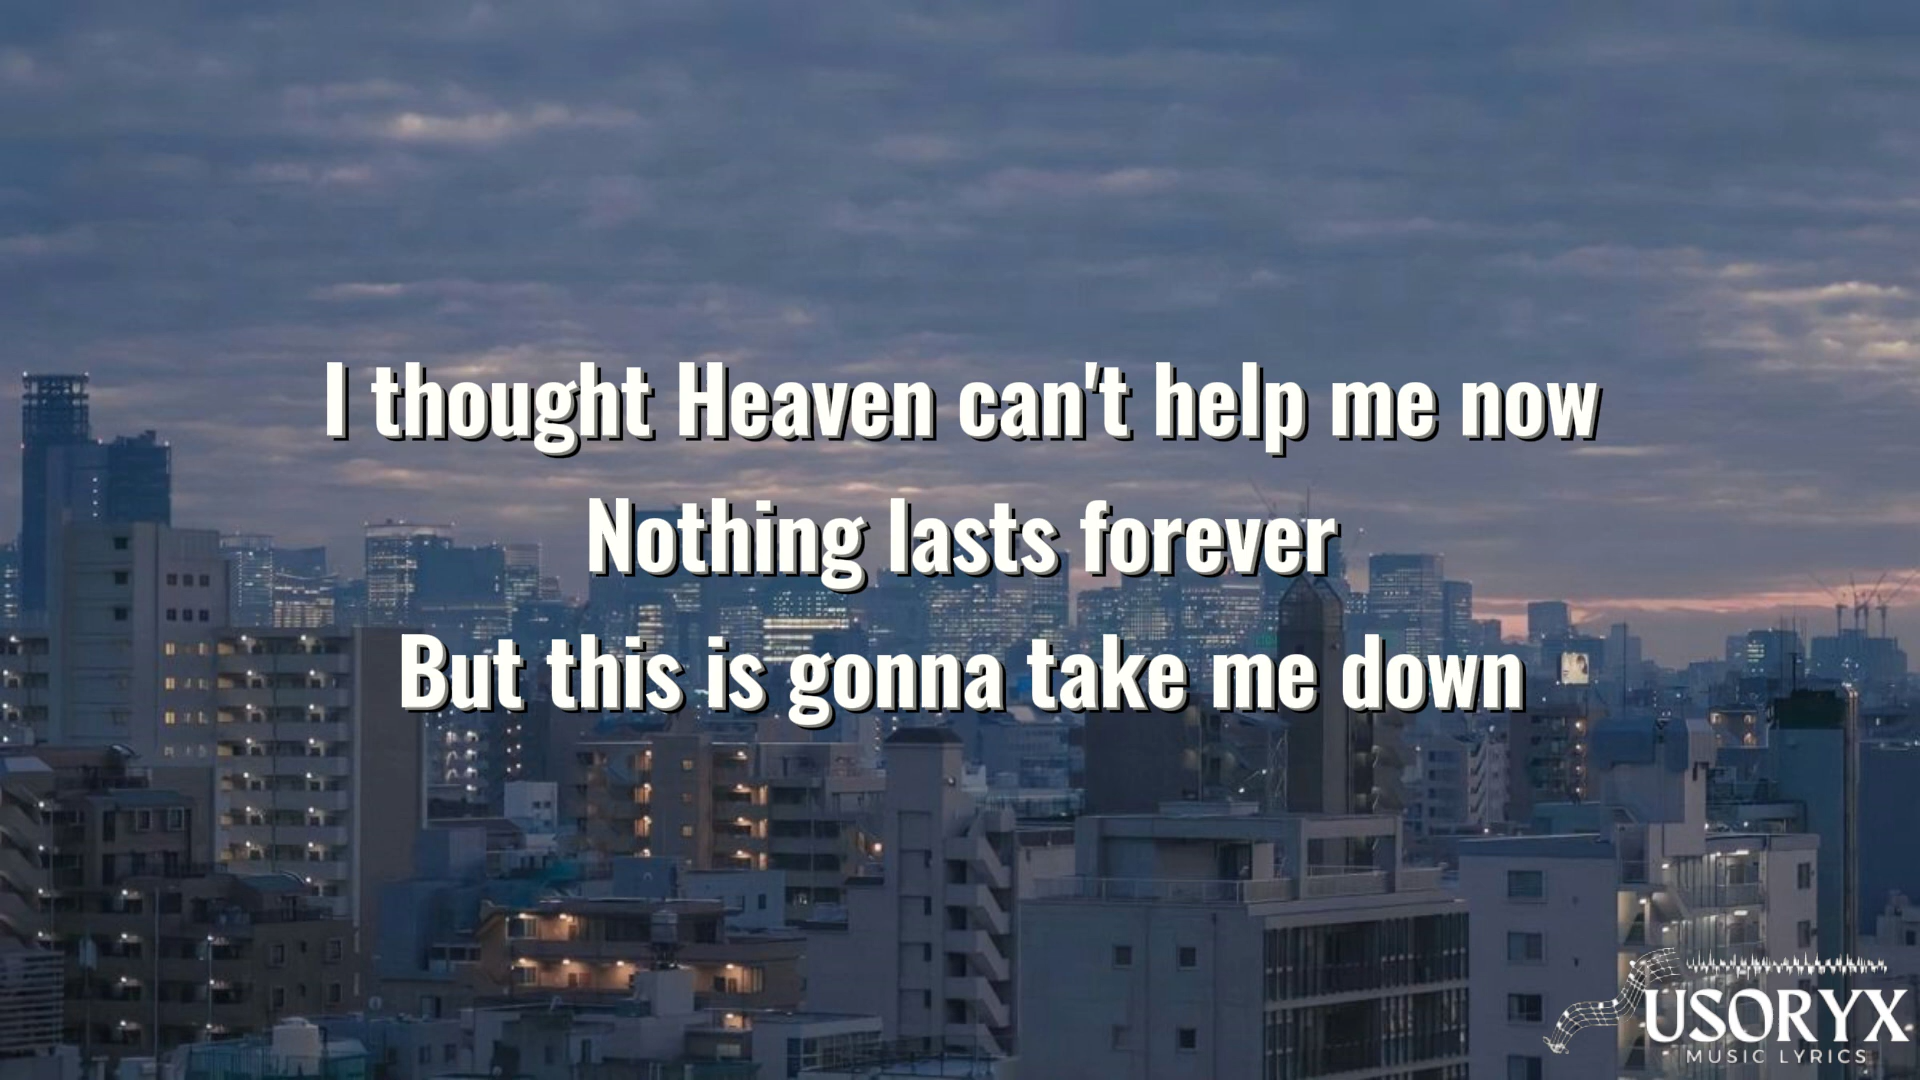 I thought Heaven can't help me now
Nothing lasts forever
But this is gonna take me down
USORYX
MUSIC LYRICS